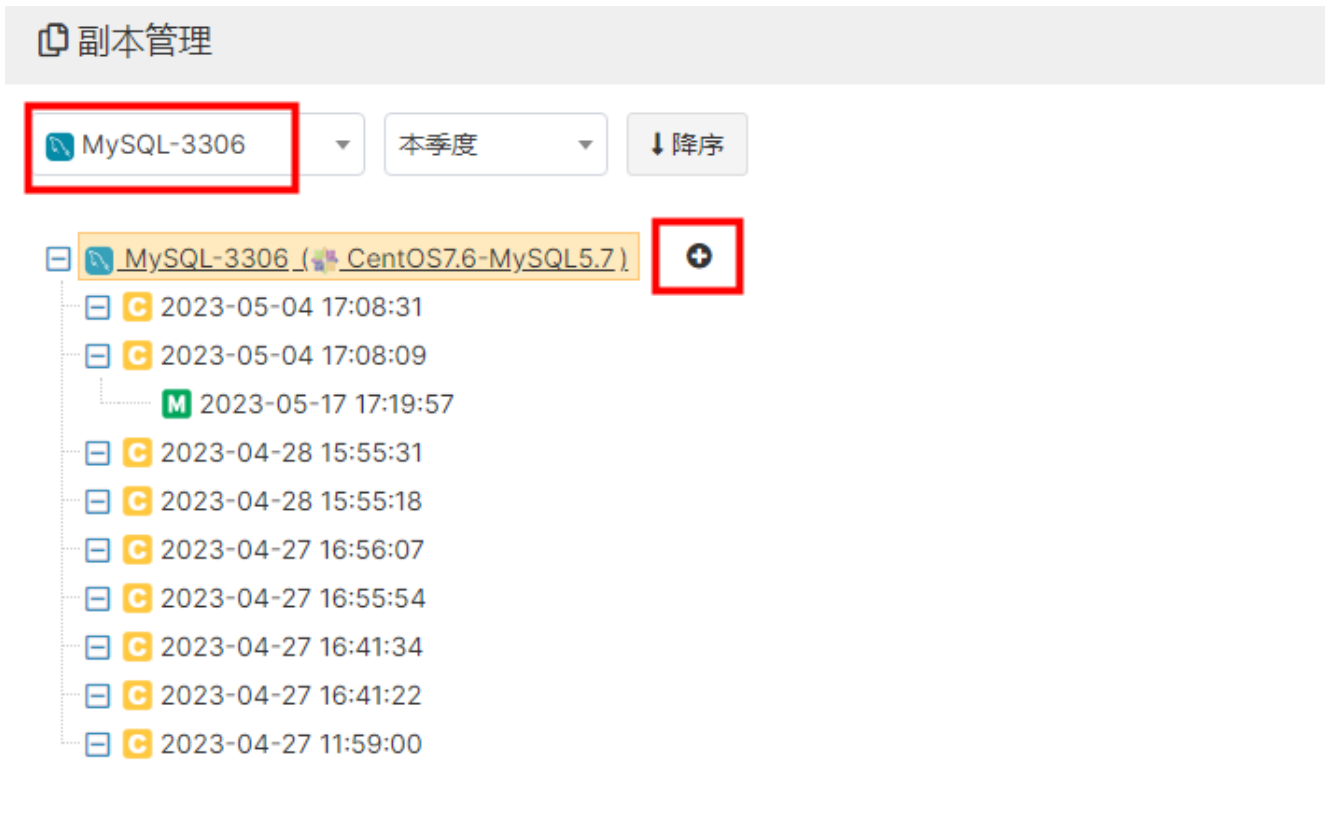 副本管理
MySQL-3306 本季度 降序
MySQL-3306 (CentOS7.6-MySQL5.7)
C 2023-05-04 17:08:31
C 2023-05-04 17:08:09
M 2023-05-17 17:19:57
C 2023-04-28 15:55:31
C 2023-04-28 15:55:18
C 2023-04-27 16:56:07
C 2023-04-27 16:55:54
C 2023-04-27 16:41:34
C 2023-04-27 16:41:22
C 2023-04-27 11:59:00